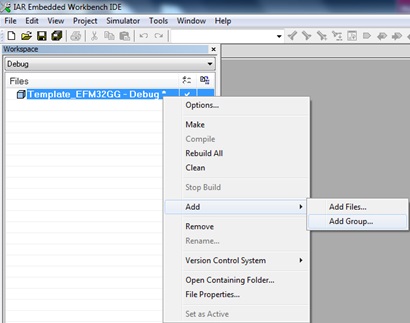 IAR Embedded Workbench IDE
File Edit View Project Simulator Tools Window Help
Workspace ×
Debug
Files
Template_EFM32GG - Debug *
Options...
Make
Compile
Rebuild All
Clean
Stop Build
Add
Add Files...
Add Group...
Remove
Rename...
Version Control System
Open Containing Folder...
File Properties...
Set as Active